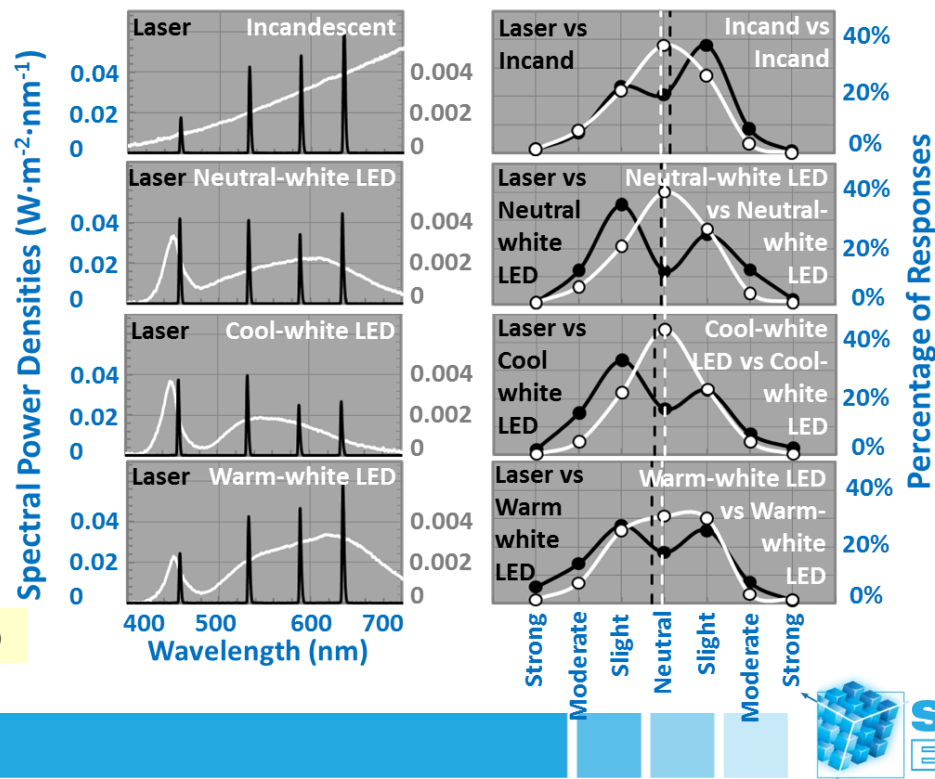 Spectral Power Densities (W·m-2·nm-1)
Laser Incandescent
0.04
0.02
0
0.004
0.002
0
Laser Neutral-white LED
0.04
0.02
0
0.004
0.002
0
Laser Cool-white LED
0.04
0.02
0
0.004
0.002
0
Laser Warm-white LED
0.04
0.02
0
0.004
0.002
0
400 500 600 700
Wavelength (nm)
Laser vs
Incand
Incand vs
Incand
40%
20%
0%
Laser vs
Neutral
white
LED
Neutral-white LED
vs Neutral-
white
LED
40%
20%
0%
Laser vs
Cool
white
LED
Cool-white
LED vs Cool-
white
LED
40%
20%
0%
Laser vs
Warm
white
LED
Warm-white LED
vs Warm-
white
LED
40%
20%
0%
Percentage of Responses
Strong
Moderate
Slight
Neutral
Slight
Moderate
Strong